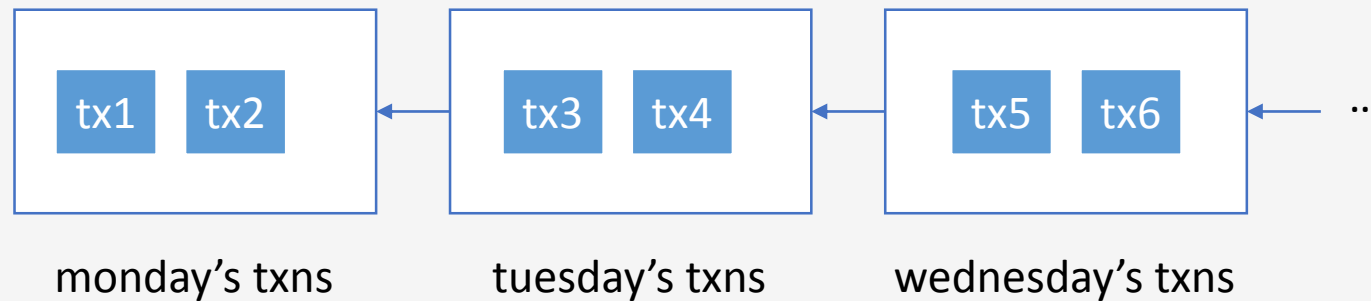 tx1 tx2 tx3 tx4 tx5 tx6 ..
monday’s txns tuesday’s txns wednesday’s txns